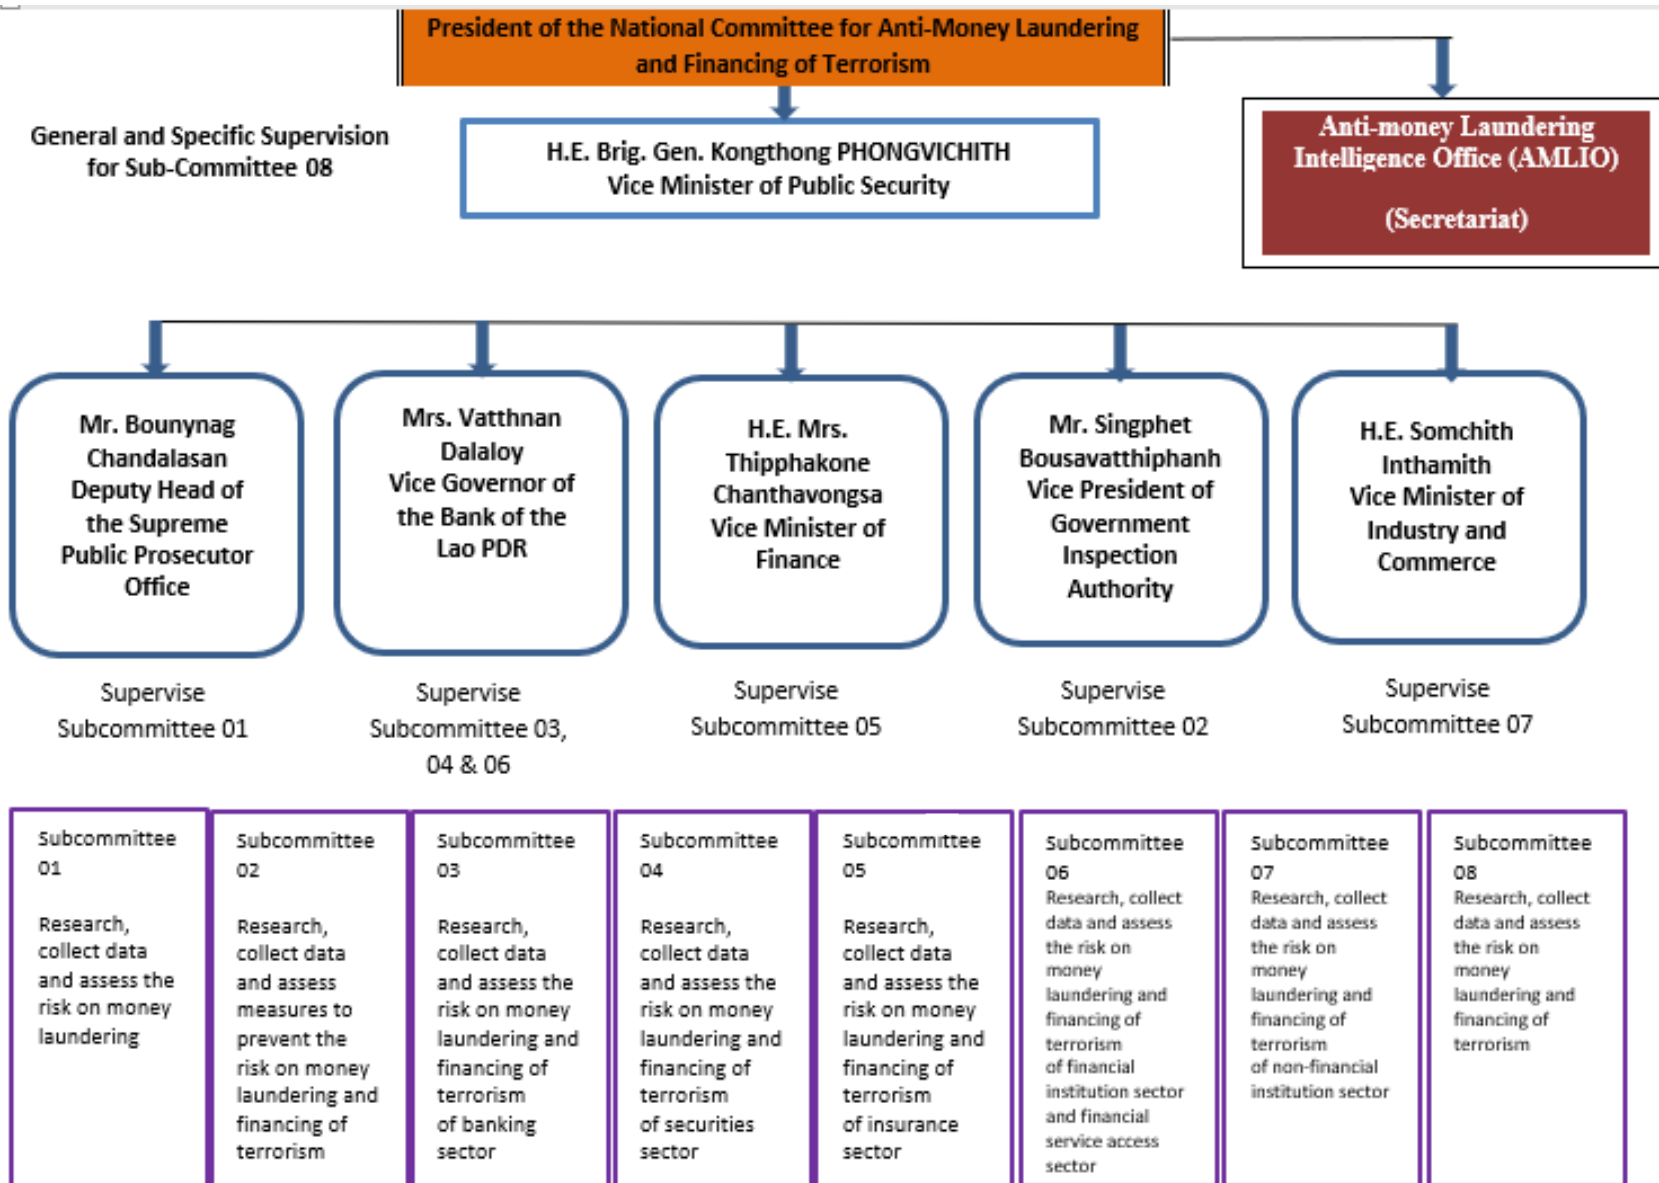 President of the National Committee for Anti-Money Laundering
and Financing of Terrorism
General and Specific Supervision
for Sub-Committee 08
H.E. Brig. Gen. Kongthong PHONGVICHITH
Vice Minister of Public Security
Anti-money Laundering
Intelligence Office (AMLIO)
(Secretariat)
Mr. Bounynag
Chandalasan
Deputy Head of
the Supreme
Public Prosecutor
Office
Mrs. Vatthnan
Dalaloy
Vice Governor of
the Bank of the
Lao PDR
H.E. Mrs.
Thipphakone
Chanthavongsa
Vice Minister of
Finance
Mr. Singphet
Bousavatthiphanh
Vice President of
Government
Inspection
Authority
H.E. Somchith
Inthamith
Vice Minister of
Industry and
Commerce
Supervise
Subcommittee 01
Supervise
Subcommittee 03,
04 & 06
Supervise
Subcommittee 05
Supervise
Subcommittee 02
Supervise
Subcommittee 07
Subcommittee
01
Research,
collect data
and assess the
risk on money
laundering
Subcommittee
02
Research,
collect data
and assess
measures to
prevent the
risk on money
laundering and
financing of
terrorism
Subcommittee
03
Research,
collect data
and assess the
risk on money
laundering and
financing of
terrorism
of banking
sector
Subcommittee
04
Research,
collect data
and assess the
risk on money
laundering and
financing of
terrorism
of securities
sector
Subcommittee
05
Research,
collect data
and assess the
risk on money
laundering and
financing of
terrorism
of insurance
sector
Subcommittee
06
Research, collect
data and assess
the risk on
money
laundering and
financing of
terrorism
of financial
institution sector
and financial
service access
sector
Subcommittee
07
Research, collect
data and assess
the risk on
money
laundering and
financing of
terrorism
of non-financial
institution sector
Subcommittee
08
Research, collect
data and assess
the risk on
money
laundering and
financing of
terrorism